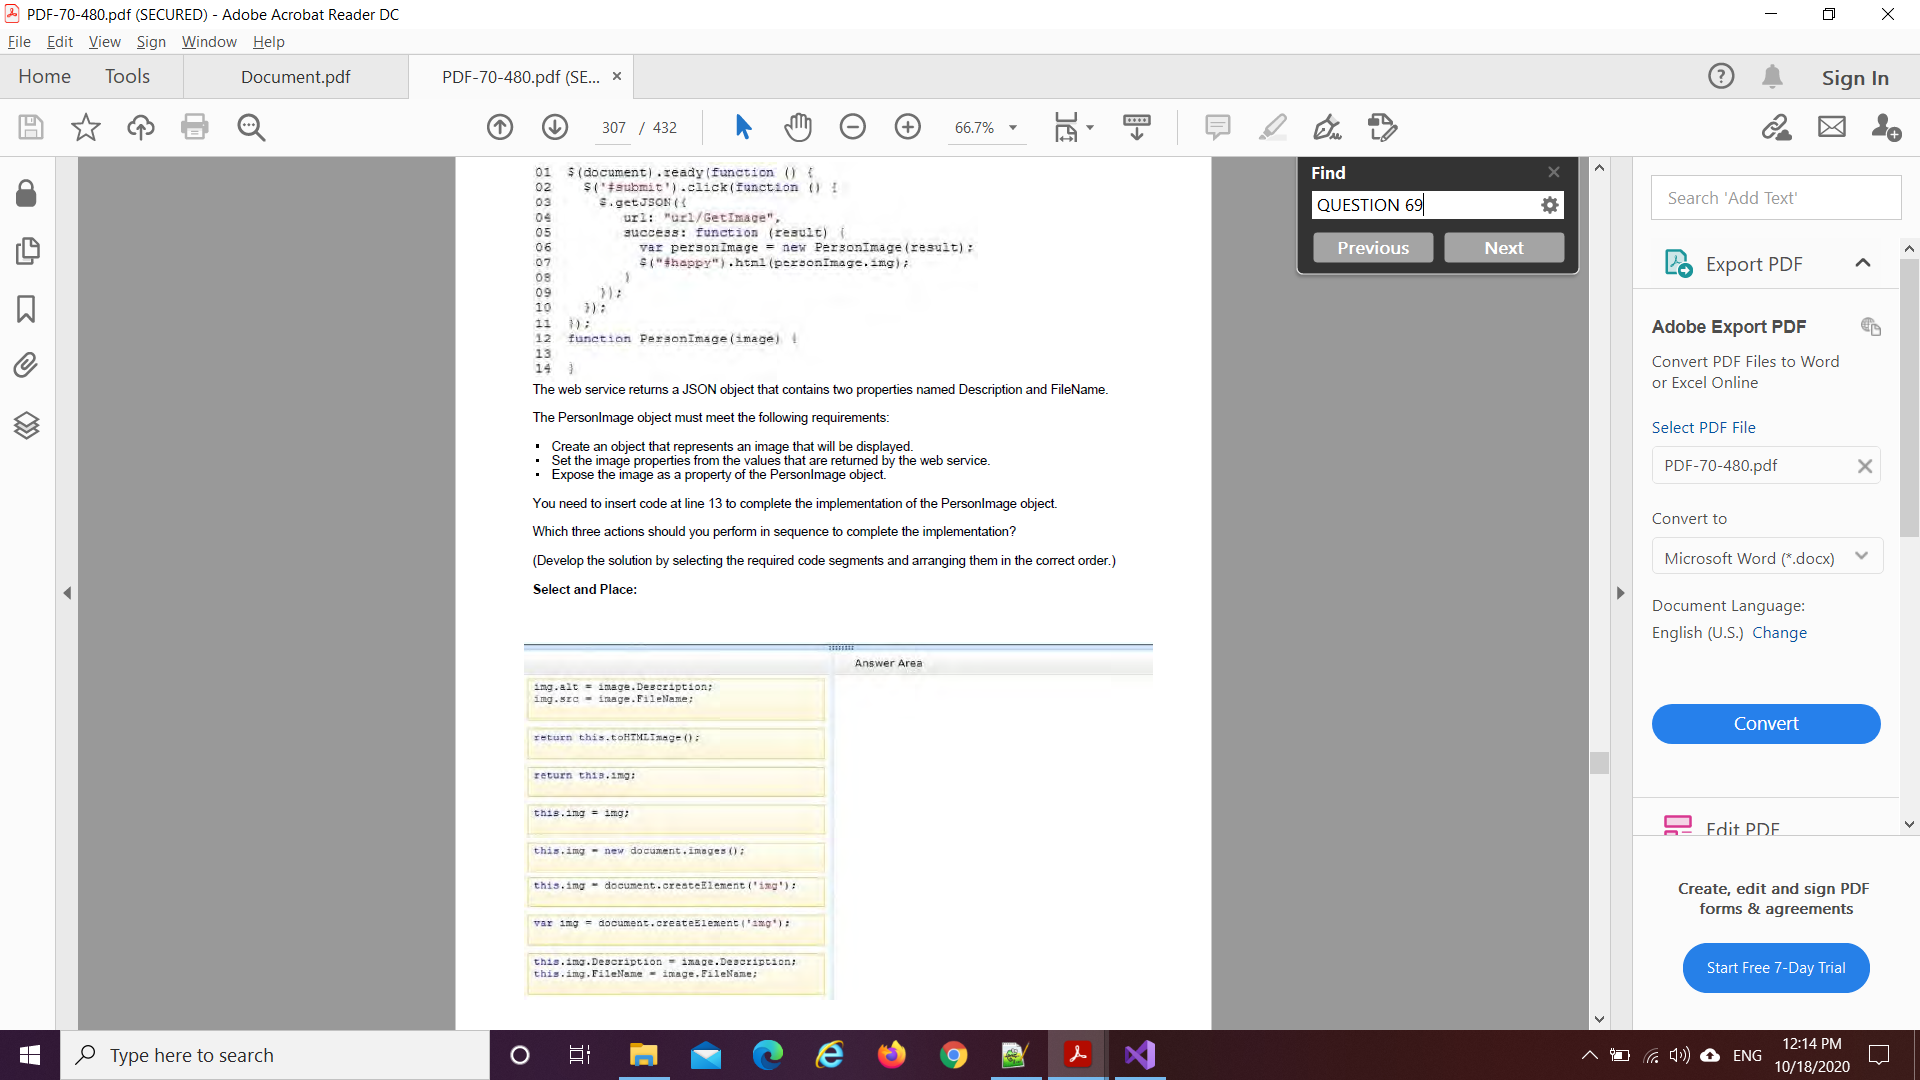 PDF-70-480.pdf (SECURED) - Adobe Acrobat Reader DC
File Edit View Sign Window Help
Home Tools Document.pdf PDF-70-480.pdf (SE... ×
Sign In
307 / 432 66.7%
01 $(document).ready(function () {
02 $('#submit').click(function () {
03 $.getJSON({
04 url: "url/GetImage",
05 success: function (result) {
06 var personImage = new PersonImage(result);
07 $("#happy").html(personImage.img);
08 }
09 });
10 });
11 });
12 function PersonImage(image) {
13
14 }
The web service returns a JSON object that contains two properties named Description and FileName.
The PersonImage object must meet the following requirements:
▪ Create an object that represents an image that will be displayed.
▪ Set the image properties from the values that are returned by the web service.
▪ Expose the image as a property of the PersonImage object.
You need to insert code at line 13 to complete the implementation of the PersonImage object.
Which three actions should you perform in sequence to complete the implementation?
(Develop the solution by selecting the required code segments and arranging them in the correct order.)
Select and Place:
Answer Area
img.alt = image.Description;
img.src = image.FileName;
return this.toHTMLImage();
return this.img;
this.img = img;
this.img = new document.images();
this.img = document.createElement('img');
var img = document.createElement('img');
this.img.Description = image.Description;
this.img.FileName = image.FileName;
Find
QUESTION 69
Previous Next
Search 'Add Text'
Export PDF
Adobe Export PDF
Convert PDF Files to Word
or Excel Online
Select PDF File
PDF-70-480.pdf
Convert to
Microsoft Word (*.docx)
Document Language:
English (U.S.) Change
Convert
Edit PDF
Create, edit and sign PDF
forms & agreements
Start Free 7-Day Trial
Type here to search
ENG
12:14 PM
10/18/2020